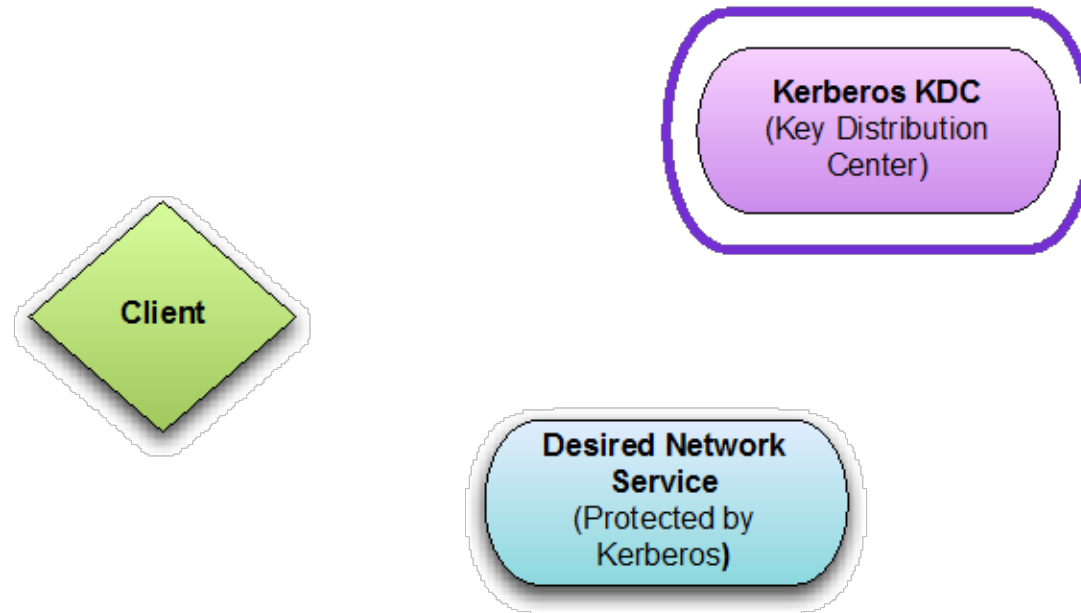 Kerberos KDC
(Key Distribution
Center)
Client
Desired Network
Service
(Protected by
Kerberos)